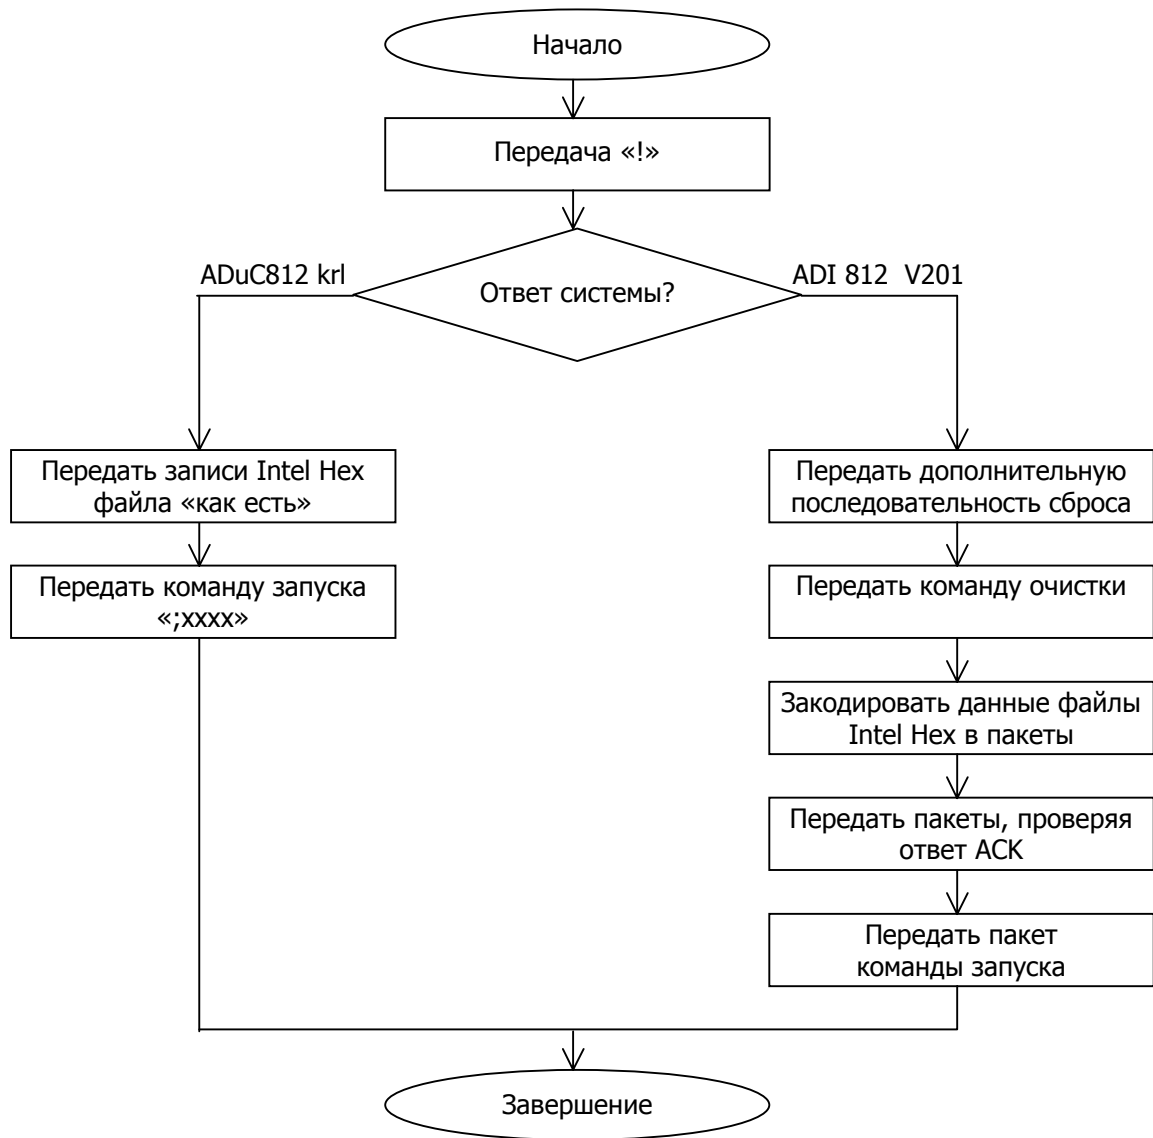 Начало
Передача «!»
Ответ системы?
ADuC812 krl
ADI 812 V201
Передать записи Intel Hex
файла «как есть»
Передать команду запуска
«;xxxx»
Передать дополнительную
последовательность сброса
Передать команду очистки
Закодировать данные файлы
Intel Hex в пакеты
Передать пакеты, проверяя
ответ ACK
Передать пакет
команды запуска
Завершение